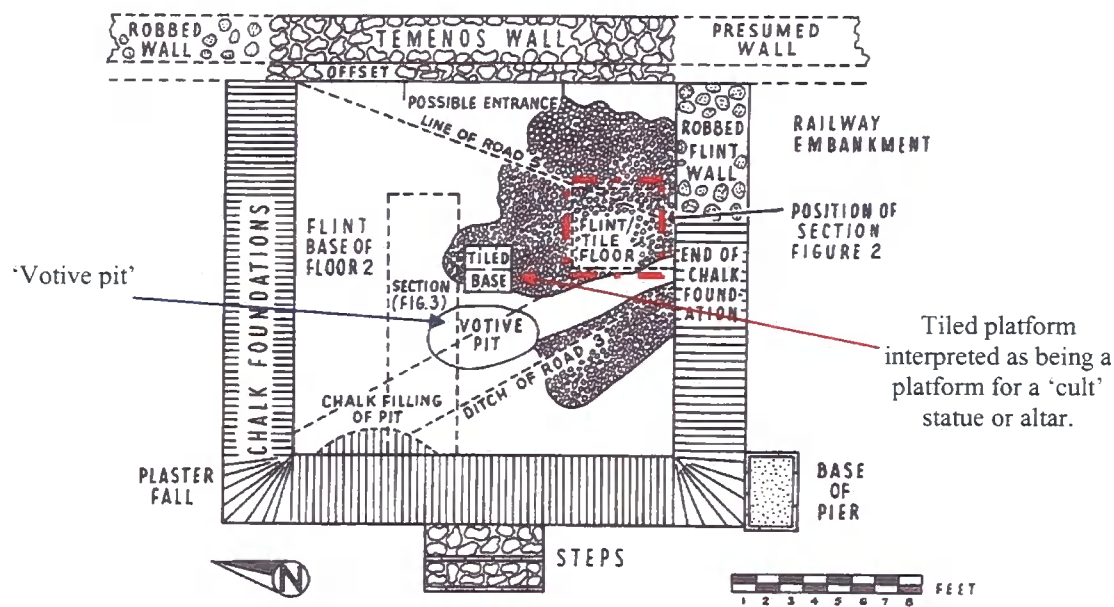 ROBBED
WALL
TEMENOS WALL
PRESUMED
WALL
OFFSET
POSSIBLE ENTRANCE
LINE OF ROAD 5
ROBBED
FLINT
WALL
RAILWAY
EMBANKMENT
CHALK FOUNDATIONS
FLINT
BASE OF
FLOOR 2
FLINT/
TILE
FLOOR
POSITION OF
SECTION
FIGURE 2
TILED
BASE
END OF
CHALK
FOUND-
ATION
'Votive pit'
SECTION
(FIG.3)
VOTIVE
PIT
DITCH OF ROAD 3
Tiled platform
interpreted as being a
platform for a 'cult'
statue or altar.
CHALK FILLING
OF PIT
PLASTER
FALL
BASE
OF
PIER
STEPS
N
FEET
1 2 3 4 5 6 7 8